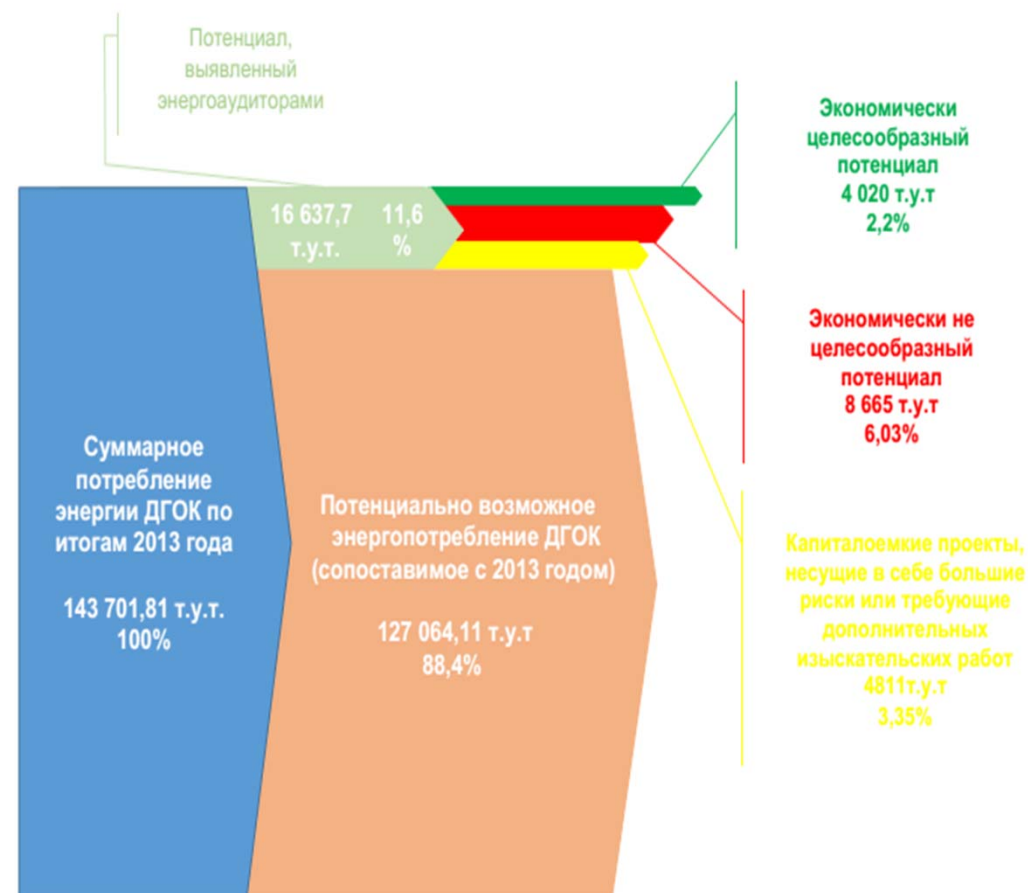 Потенциал,
выявленный
энергоаудиторами
Экономически
целесообразный
потенциал
4 020 т.у.т
2,2%
16 637,7
т.у.т.
11,6
%
Экономически не
целесообразный
потенциал
8 665 т.у.т
6,03%
Суммарное
потребление
энергии ДГОК по
итогам 2013 года
143 701,81 т.у.т.
100%
Потенциально возможное
энергопотребление ДГОК
(сопоставимое с 2013 годом)
127 064,11 т.у.т
88,4%
Капиталоемкие проекты,
несущие в себе большие
риски или требующие
дополнительных
изыскательских работ
4811т.у.т
3,35%